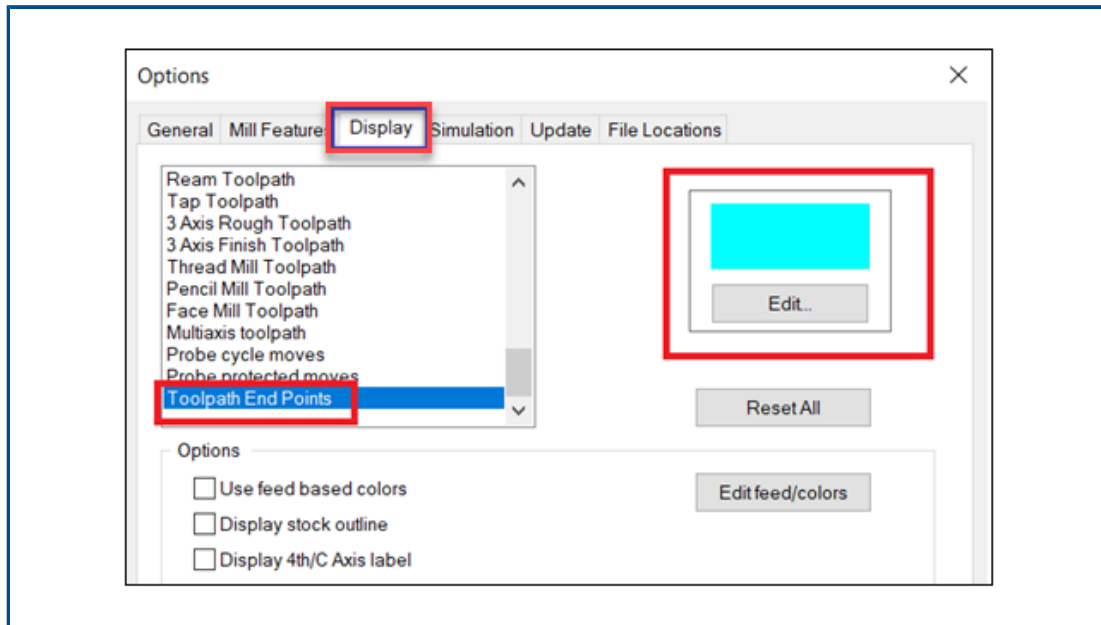 Options
General Mill Feature Display Simulation Update File Locations
Ream Toolpath
Tap Toolpath
3 Axis Rough Toolpath
3 Axis Finish Toolpath
Thread Mill Toolpath
Pencil Mill Toolpath
Face Mill Toolpath
Multiaxis toolpath
Probe cycle moves
Probe protected moves
Toolpath End Points
Edit...
Reset All
Options
Use feed based colors
Edit feed/colors
Display stock outline
Display 4th/C Axis label